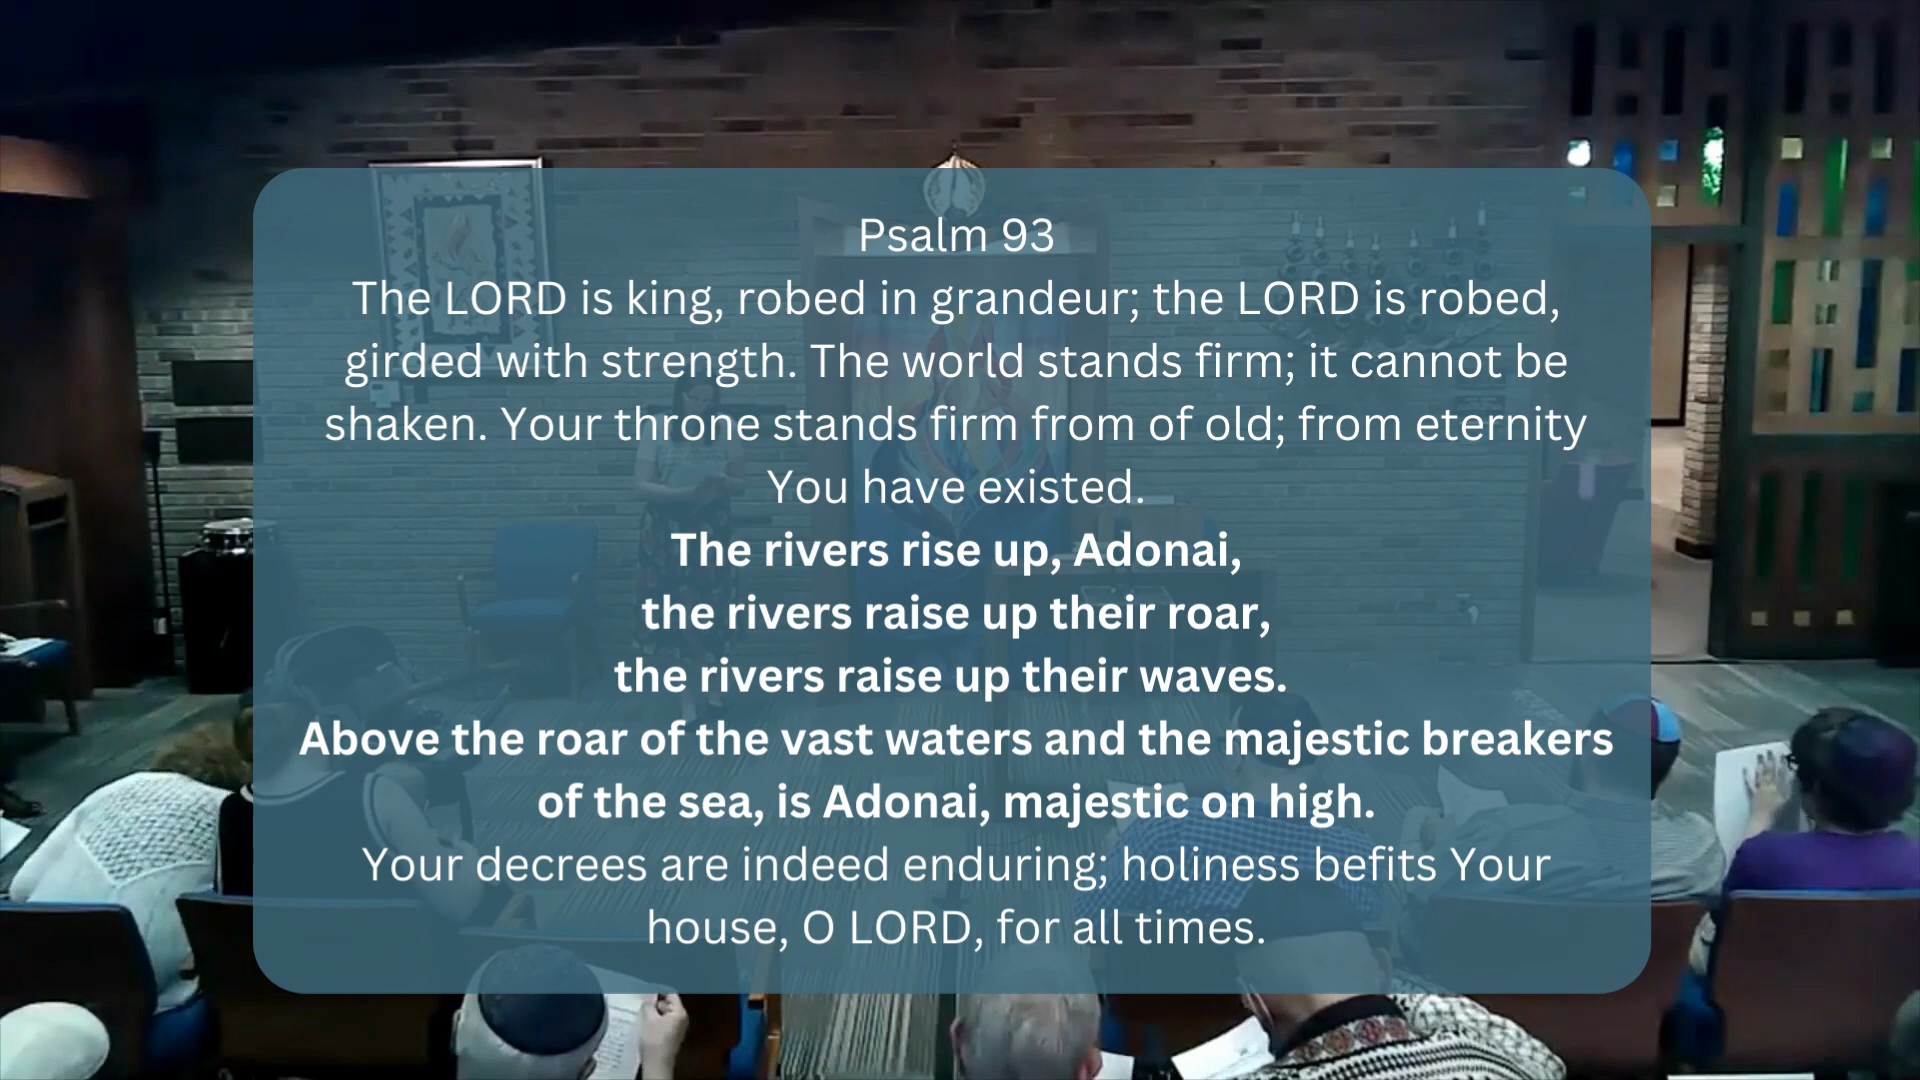 Psalm 93
The LORD is king, robed in grandeur; the LORD is robed,
girded with strength. The world stands firm; it cannot be
shaken. Your throne stands firm from of old; from eternity
You have existed.
The rivers rise up, Adonai,
the rivers raise up their roar,
the rivers raise up their waves.
Above the roar of the vast waters and the majestic breakers
of the sea, is Adonai, majestic on high.
Your decrees are indeed enduring; holiness befits Your
house, O LORD, for all times.